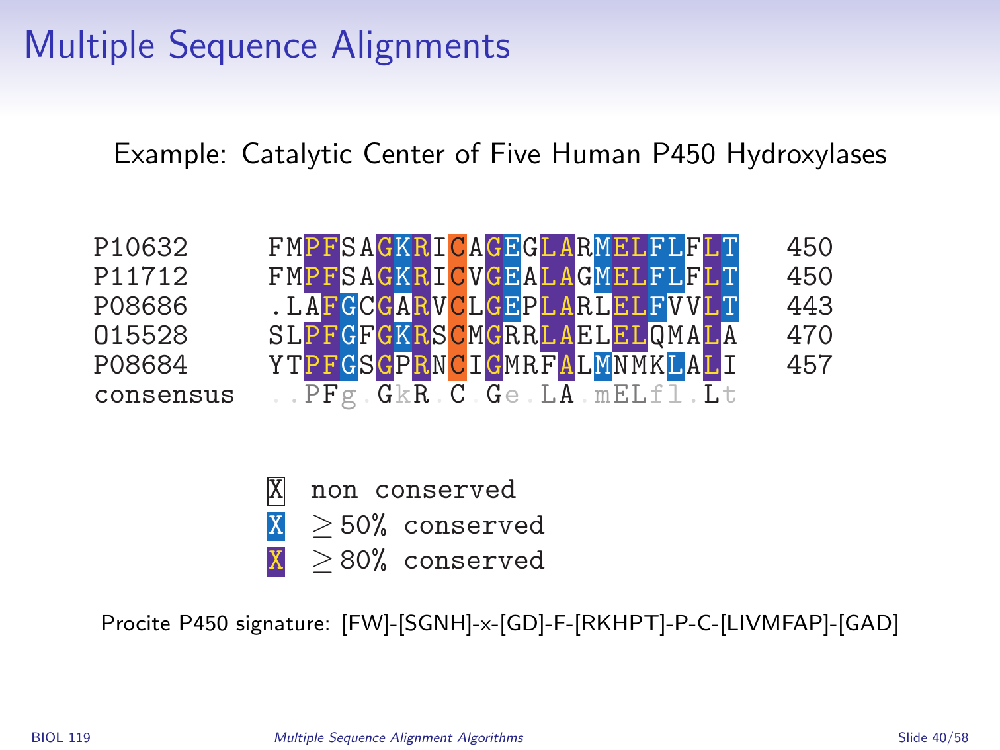 Multiple Sequence Alignments
Example: Catalytic Center of Five Human P450 Hydroxylases
P10632 FMPFSAGKRICAGEGLARMELFLFLT 450
P11712 FMPFSAGKRICVGEALAGMELFLFLT 450
P08686 .LAFGCGARVCLGEPLARLELFVVLT 443
O15528 SLPFGFGKRSCMGRRLAELELQMALA 470
P08684 YTPFGSGPRNCIGMRFALMNMKLALI 457
consensus ..PFg.GkR.C.Ge.LA.mELfl.Lt
X non conserved
X ≥50% conserved
X ≥80% conserved
Procite P450 signature: [FW]-[SGNH]-x-[GD]-F-[RKHPT]-P-C-[LIVMFAP]-[GAD]
BIOL 119 Multiple Sequence Alignment Algorithms Slide 40/58